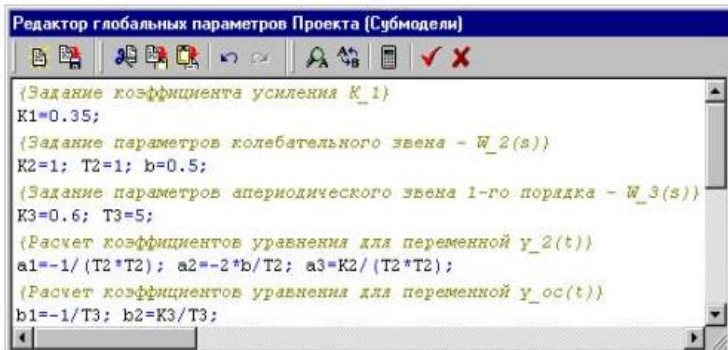 Редактор глобальных параметров Проекта (Субмодели)
{Задание коэффициента усиления K_1}
K1=0.35;
{Задание параметров колебательного звена - W_2(s)}
K2=1; T2=1; b=0.5;
{Задание параметров апериодического звена 1-го порядка - W_3(s)}
K3=0.6; T3=5;
{Расчет коэффициентов уравнения для переменной y_2(t)}
a1=-1/(T2*T2); a2=-2*b/T2; a3=K2/(T2*T2);
{Расчет коэффициентов уравнения для переменной y_oc(t)}
b1=-1/T3; b2=K3/T3;